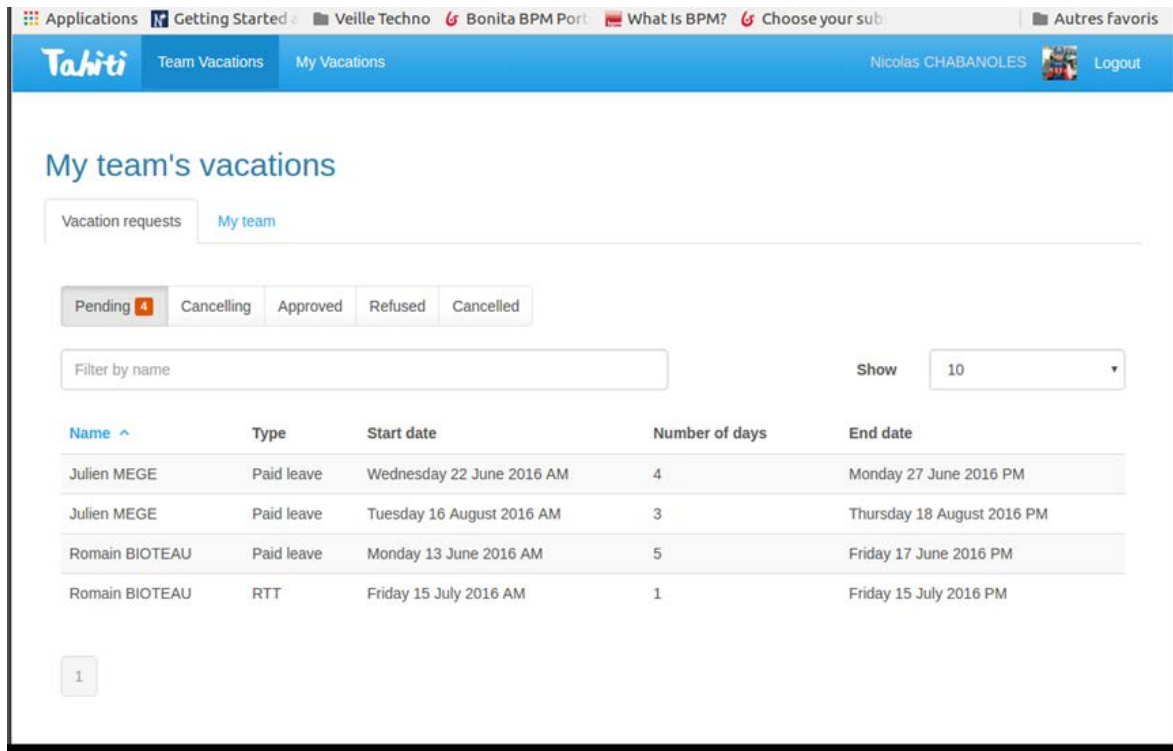 Applications Getting Started a Veille Techno Bonita BPM Port What Is BPM? Choose your sub Autres favoris
Tahiti Team Vacations My Vacations Nicolas CHABANOLES Logout
My team's vacations
Vacation requests My team
Pending 4 Cancelling Approved Refused Cancelled
Filter by name Show 10
Name Type Start date Number of days End date
Julien MEGE Paid leave Wednesday 22 June 2016 AM 4 Monday 27 June 2016 PM
Julien MEGE Paid leave Tuesday 16 August 2016 AM 3 Thursday 18 August 2016 PM
Romain BIOTEAU Paid leave Monday 13 June 2016 AM 5 Friday 17 June 2016 PM
Romain BIOTEAU RTT Friday 15 July 2016 AM 1 Friday 15 July 2016 PM
1